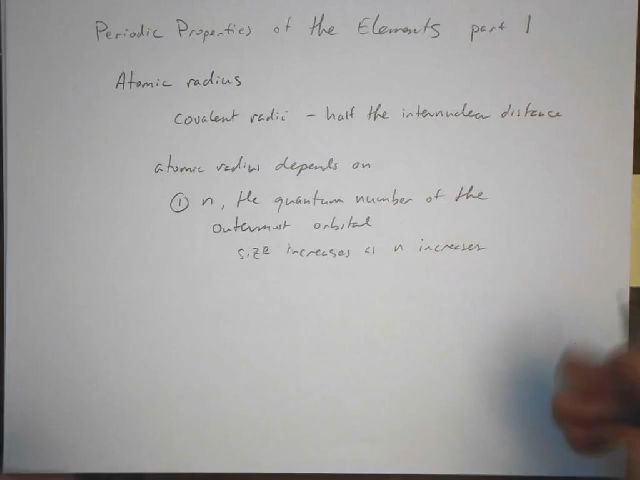 Periodic Properties of the Elements part 1
Atomic radius
covalent radii - half the internuclear distance
atomic radius depends on
① n, the quantum number of the
outermost orbital
size increases as n increases